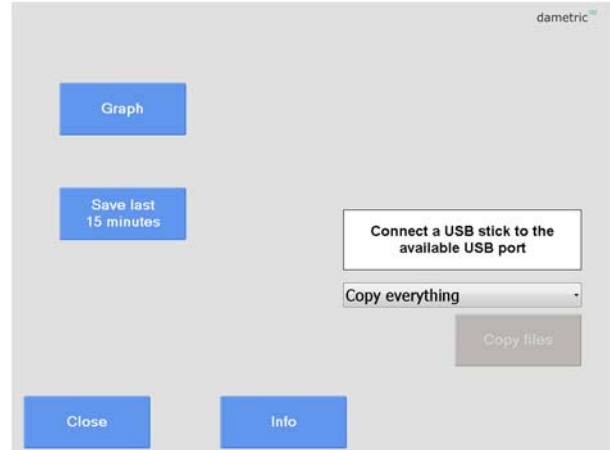 dametric
Graph
Save last
15 minutes
Connect a USB stick to the
available USB port
Copy everything
Copy files
Close
Info